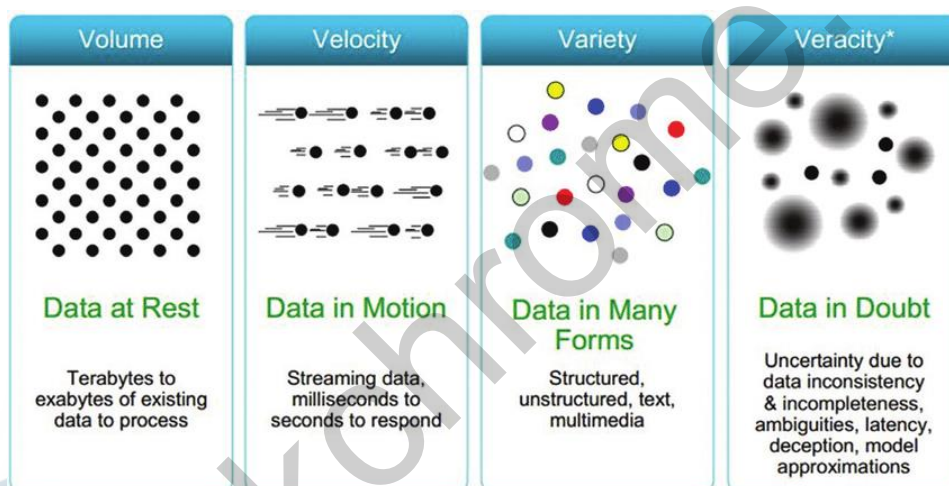 Volume
Data at Rest
Terabytes to
exabytes of existing
data to process
Velocity
Data in Motion
Streaming data,
milliseconds to
seconds to respond
Variety
Data in Many
Forms
Structured,
unstructured, text,
multimedia
Veracity*
Data in Doubt
Uncertainty due to
data inconsistency
& incompleteness,
ambiguities, latency,
deception, model
approximations
kchrome.